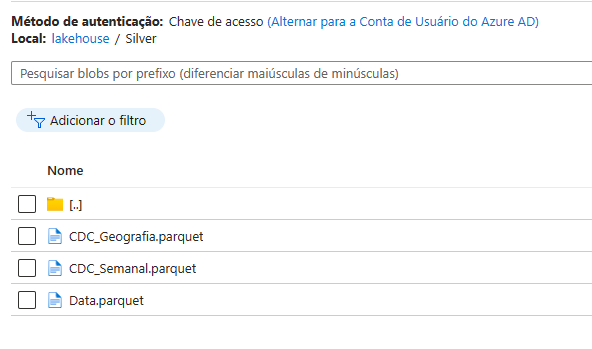 Método de autenticação: Chave de acesso (Alternar para a Conta de Usuário do Azure AD)
Local: lakehouse / Silver
Pesquisar blobs por prefixo (diferenciar maiúsculas de minúsculas)
Adicionar o filtro
Nome
[..]
CDC_Geografia.parquet
CDC_Semanal.parquet
Data.parquet